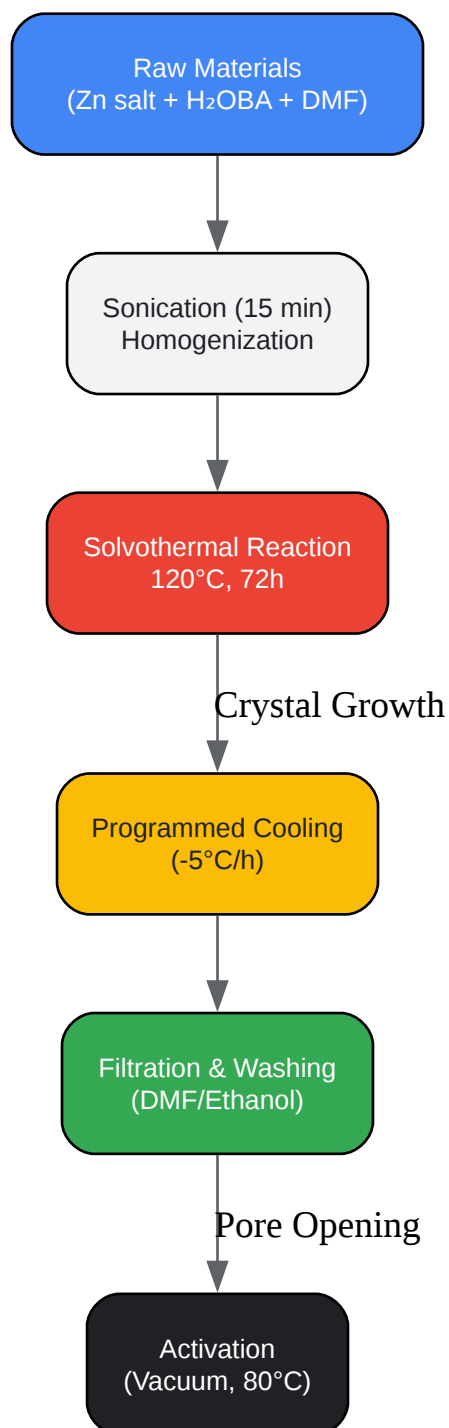 Raw Materials
(Zn salt + H₂OBA + DMF)
Sonication (15 min)
Homogenization
Solvothermal Reaction
120°C, 72h
Crystal Growth
Programmed Cooling
(-5°C/h)
Filtration & Washing
(DMF/Ethanol)
Pore Opening
Activation
(Vacuum, 80°C)